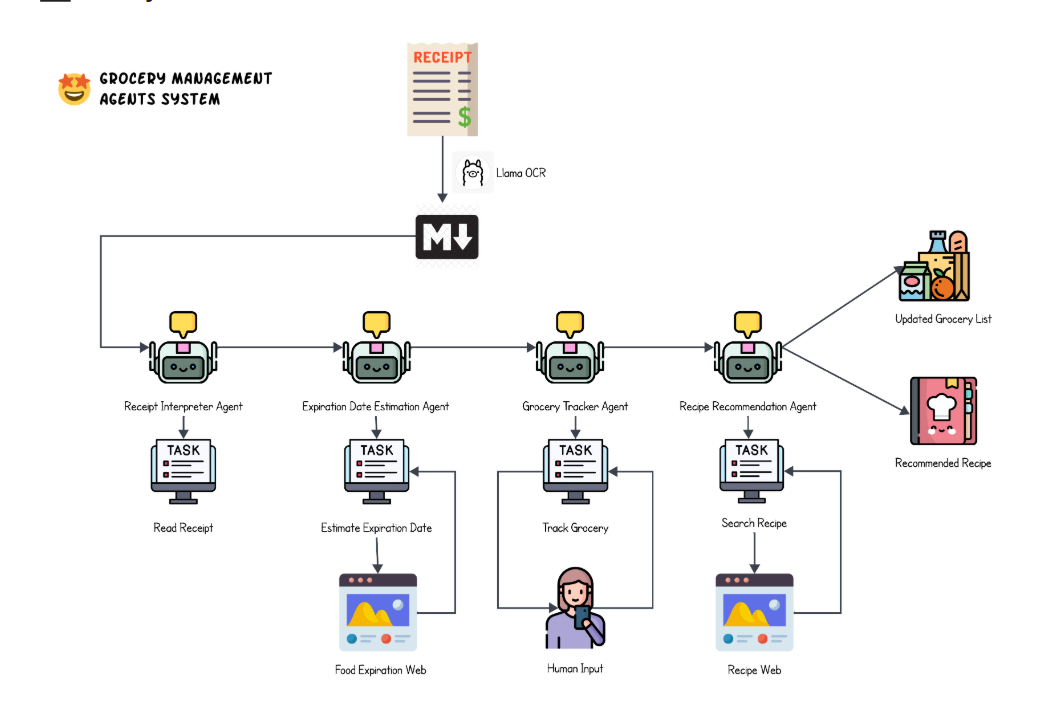 GROCERY MANAGEMENT
AGENTS SYSTEM
RECEIPT
$
Llama OCR
M
Updated Grocery List
Receipt Interpreter Agent
Expiration Date Estimation Agent
Grocery Tracker Agent
Recipe Recommendation Agent
TASK
TASK
TASK
TASK
Recommended Recipe
Read Receipt
Estimate Expiration Date
Track Grocery
Search Recipe
Food Expiration Web
Human Input
Recipe Web